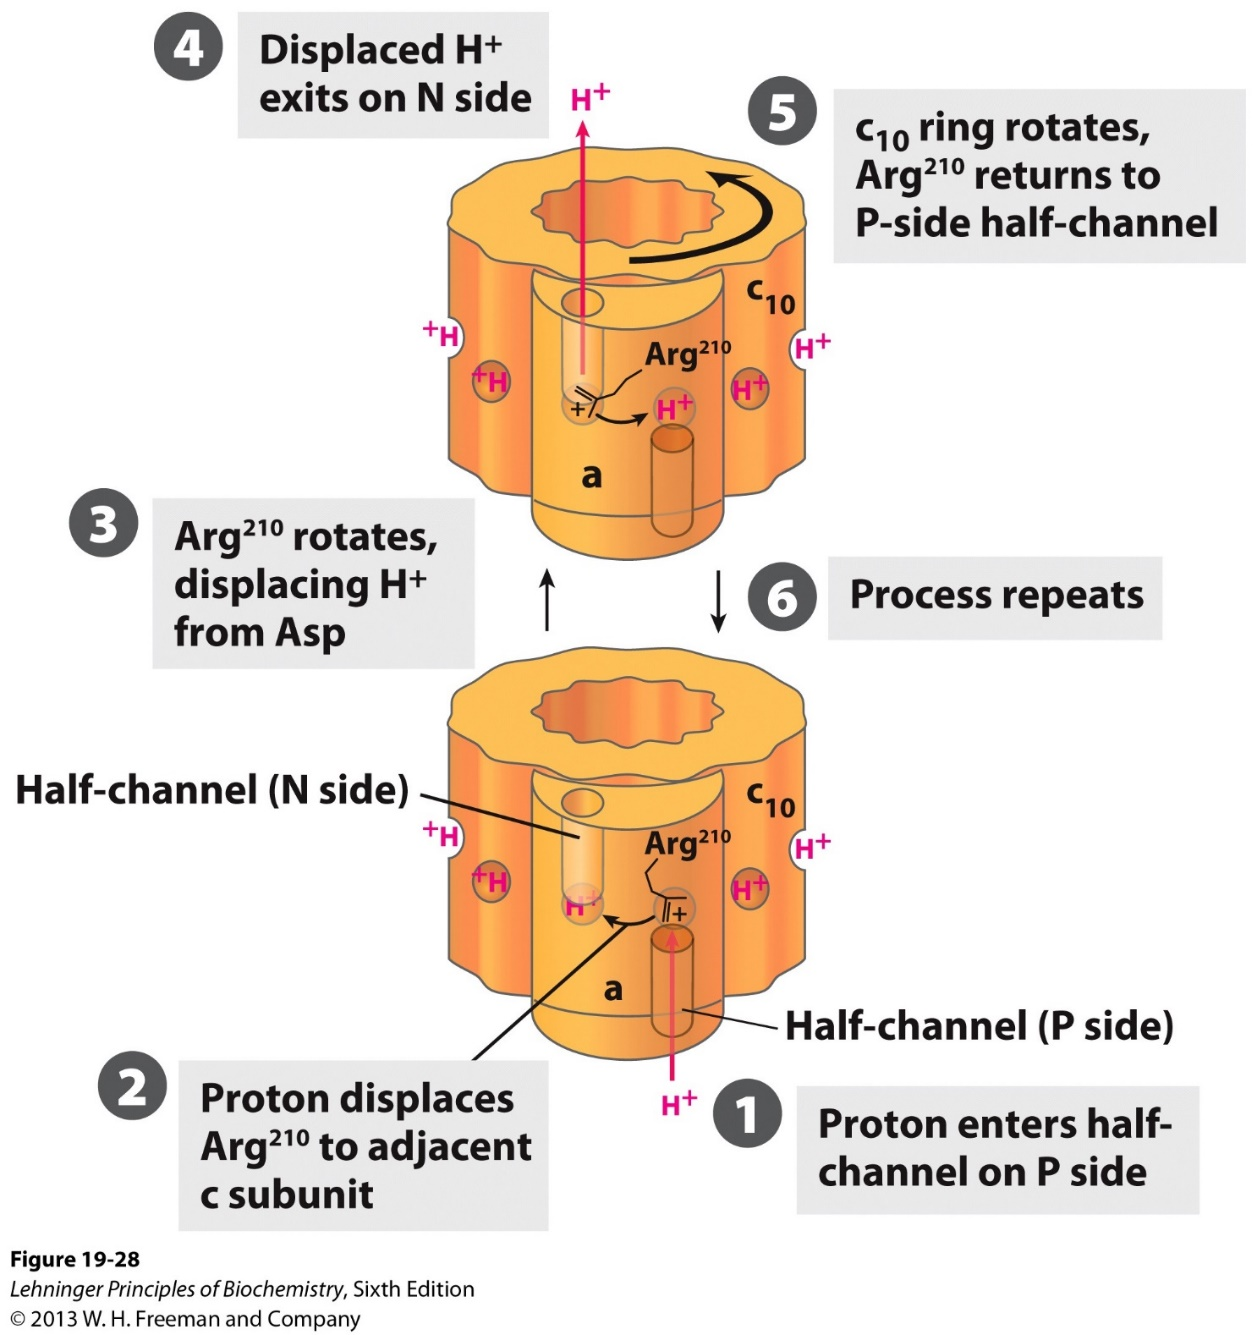 4
Displaced H⁺
exits on N side
H⁺
5
c₁₀ ring rotates,
Arg²¹⁰ returns to
P-side half-channel
c₁₀
⁺H
H⁺
Arg²¹⁰
⁺H
H⁺
H⁺
+
a
3
Arg²¹⁰ rotates,
displacing H⁺
from Asp
6
Process repeats
Half-channel (N side)
c₁₀
⁺H
H⁺
Arg²¹⁰
⁺H
H⁺
H⁺
+
a
Half-channel (P side)
2
Proton displaces
Arg²¹⁰ to adjacent
c subunit
H⁺
1
Proton enters half-
channel on P side
Figure 19-28
Lehninger Principles of Biochemistry, Sixth Edition
© 2013 W. H. Freeman and Company